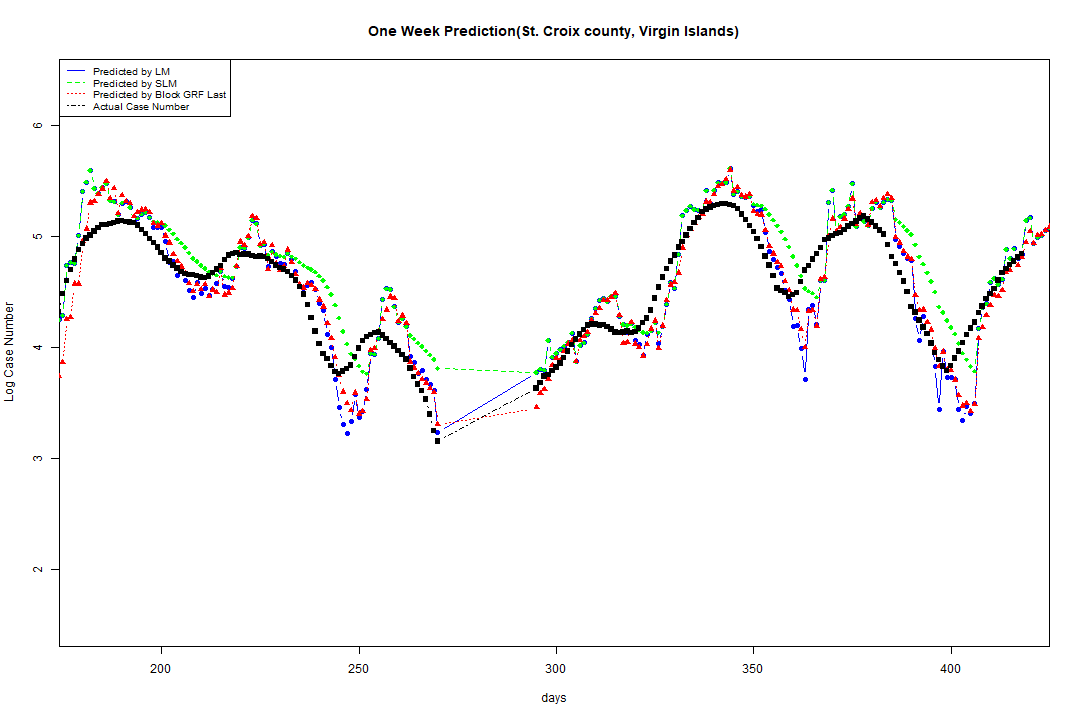 One Week Prediction(St. Croix county, Virgin Islands)
Predicted by LM
Predicted by SLM
Predicted by Block GRF Last
Actual Case Number
6
5
4
3
2
Log Case Number
200 250 300 350 400
days